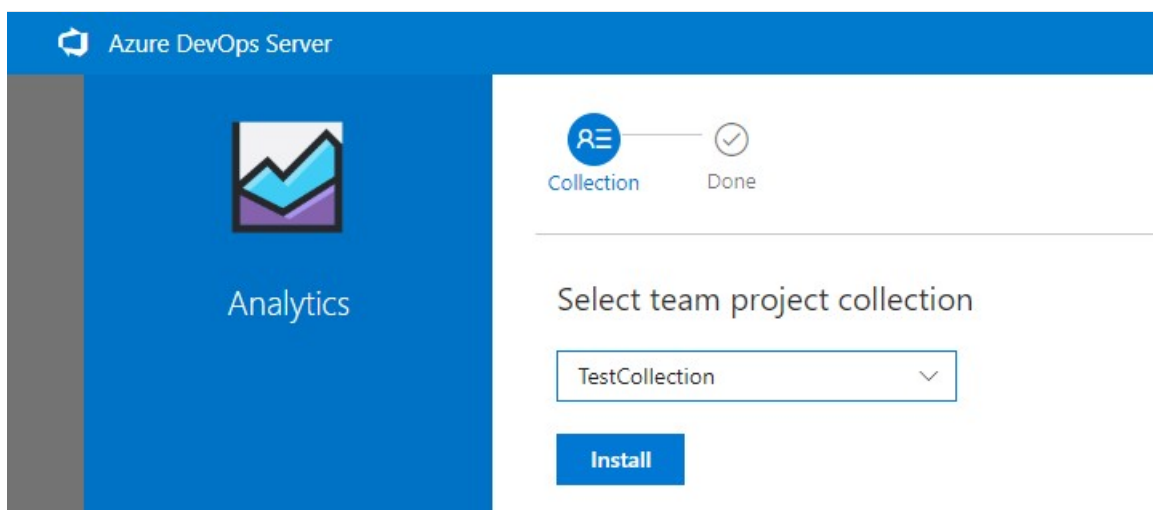 Azure DevOps Server
Analytics
Collection
Done
Select team project collection
TestCollection
Install